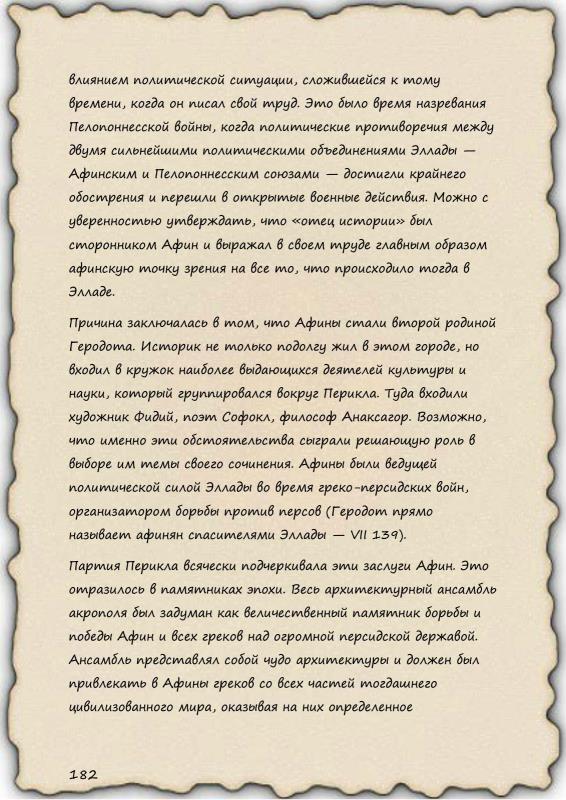 влиянием политической ситуации, сложившейся к тому
времени, когда он писал свой труд. Это было время назревания
Пелопоннесской войны, когда политические противоречия между
двумя сильнейшими политическими объединениями Эллады —
Афинским и Пелопоннесским союзами — достигли крайнего
обострения и перешли в открытые военные действия. Можно с
уверенностью утверждать, что «отец истории» был
сторонником Афин и выражал в своем труде главным образом
афинскую точку зрения на все то, что происходило тогда в
Элладе.
Причина заключалась в том, что Афины стали второй родиной
Геродота. Историк не только подолгу жил в этом городе, но
входил в кружок наиболее выдающихся деятелей культуры и
науки, который группировался вокруг Перикла. Туда входили
художник Фидий, поэт Софокл, философ Анаксагор. Возможно,
что именно эти обстоятельства сыграли решающую роль в
выборе им темы своего сочинения. Афины были ведущей
политической силой Эллады во время греко-персидских войн,
организатором борьбы против персов (Геродот прямо
называет афинян спасителями Эллады — VII 139).
Партия Перикла всячески подчеркивала эти заслуги Афин. Это
отразилось в памятниках эпохи. Весь архитектурный ансамбль
акрополя был задуман как величественный памятник борьбы и
победы Афин и всех греков над огромной персидской державой.
Ансамбль представлял собой чудо архитектуры и должен был
привлекать в Афины греков со всех частей тогдашнего
цивилизованного мира, оказывая на них определенное
182